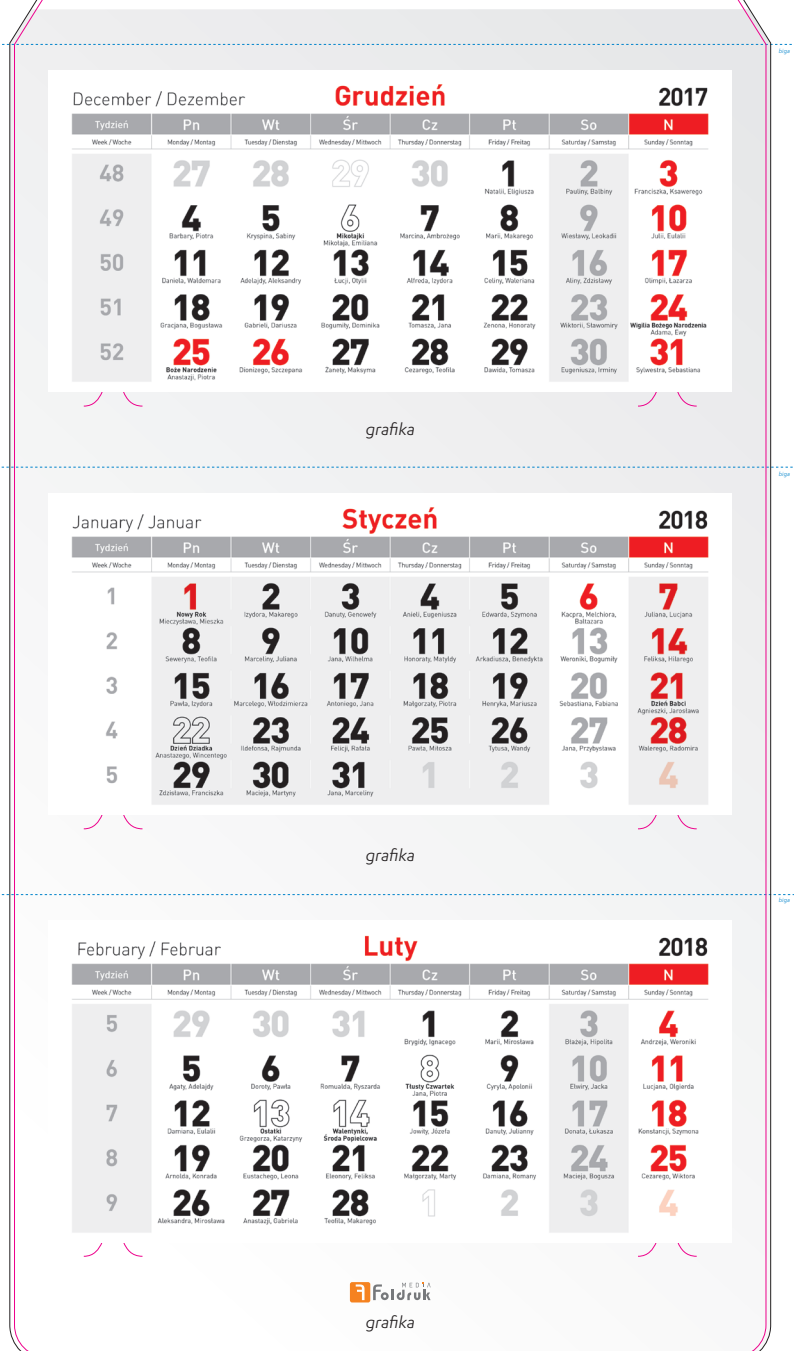 biga
December / Dezember Grudzień 2017
Tydzień Pn Wt Śr Cz Pt So N
Week / Woche Monday / Montag Tuesday / Dienstag Wednesday / Mittwoch Thursday / Donnerstag Friday / Freitag Saturday / Samstag Sunday / Sonntag
48 27 28 29 30 1 2 3
Natalii, Eligiusza Pauliny, Balbiny Franciszka, Ksawerego
49 4 5 6 7 8 9 10
Barbary, Piotra Kryspina, Sabiny Mikołajki Marcina, Ambrożego Marii, Makarego Wiesławy, Leokadii Julii, Eulalii
Mikołaja, Emiliana
50 11 12 13 14 15 16 17
Daniela, Waldemara Adelajdy, Aleksandry Łucji, Otylii Alfreda, Izydora Celiny, Waleriana Aliny, Zdzisławy Olimpii, Łazarza
51 18 19 20 21 22 23 24
Gracjana, Bogusława Gabrieli, Dariusza Bogumiły, Dominika Tomasza, Jana Zenona, Honoraty Wiktorii, Sławomiry Wigilia Bożego Narodzenia
Adama, Ewy
52 25 26 27 28 29 30 31
Boże Narodzenie Dionizego, Szczepana Żanety, Maksyma Cezarego, Teofila Dawida, Tomasza Eugeniusza, Irminy Sylwestra, Sebastiana
Anastazji, Piotra
grafika
biga
January / Januar Styczeń 2018
Tydzień Pn Wt Śr Cz Pt So N
Week / Woche Monday / Montag Tuesday / Dienstag Wednesday / Mittwoch Thursday / Donnerstag Friday / Freitag Saturday / Samstag Sunday / Sonntag
1 1 2 3 4 5 6 7
Nowy Rok Izydora, Makarego Danuty, Genowefy Anieli, Eugeniusza Edwarda, Szymona Kacpra, Melchiora, Juliana, Lucjana
Mieczysława, Mieszka Baltazara
2 8 9 10 11 12 13 14
Seweryna, Teofila Marceliny, Juliana Jana, Wilhelma Honoraty, Matyldy Arkadiusza, Benedykta Weroniki, Bogumiły Feliksa, Hilarego
3 15 16 17 18 19 20 21
Pawła, Izydora Marcelego, Włodzimierza Antoniego, Jana Małgorzaty, Piotra Henryka, Mariusza Sebastiana, Fabiana Dzień Babci
Agnieszki, Jarosława
4 22 23 24 25 26 27 28
Dzień Dziadka Ildefonsa, Rajmunda Felicji, Rafała Pawła, Miłosza Tytusa, Wandy Jana, Przybysława Walerego, Radomira
Anastazego, Wincentego
5 29 30 31 1 2 3 4
Zdzisława, Franciszka Macieja, Martyny Jana, Marceliny
grafika
biga
February / Februar Luty 2018
Tydzień Pn Wt Śr Cz Pt So N
Week / Woche Monday / Montag Tuesday / Dienstag Wednesday / Mittwoch Thursday / Donnerstag Friday / Freitag Saturday / Samstag Sunday / Sonntag
5 29 30 31 1 2 3 4
Brygidy, Ignacego Marii, Mirosława Błażeja, Hipolita Andrzeja, Weroniki
6 5 6 7 8 9 10 11
Agaty, Adelajdy Doroty, Pawła Romualda, Ryszarda Tłusty Czwartek Cyryla, Apolonii Elwiry, Jacka Lucjana, Olgierda
Jana, Piotra
7 12 13 14 15 16 17 18
Damiana, Eulalii Ostatki Walentynki, Jowity, Józefa Danuty, Julianny Donata, Łukasza Konstancji, Szymona
Grzegorza, Katarzyny Środa Popielcowa
8 19 20 21 22 23 24 25
Arnolda, Konrada Eustachego, Leona Eleonory, Feliksa Małgorzaty, Marty Damiana, Romany Macieja, Bogusza Cezarego, Wiktora
9 26 27 28 1 2 3 4
Aleksandra, Mirosława Anastazji, Gabriela Teofila, Makarego
MEDIA
Foldruk
grafika